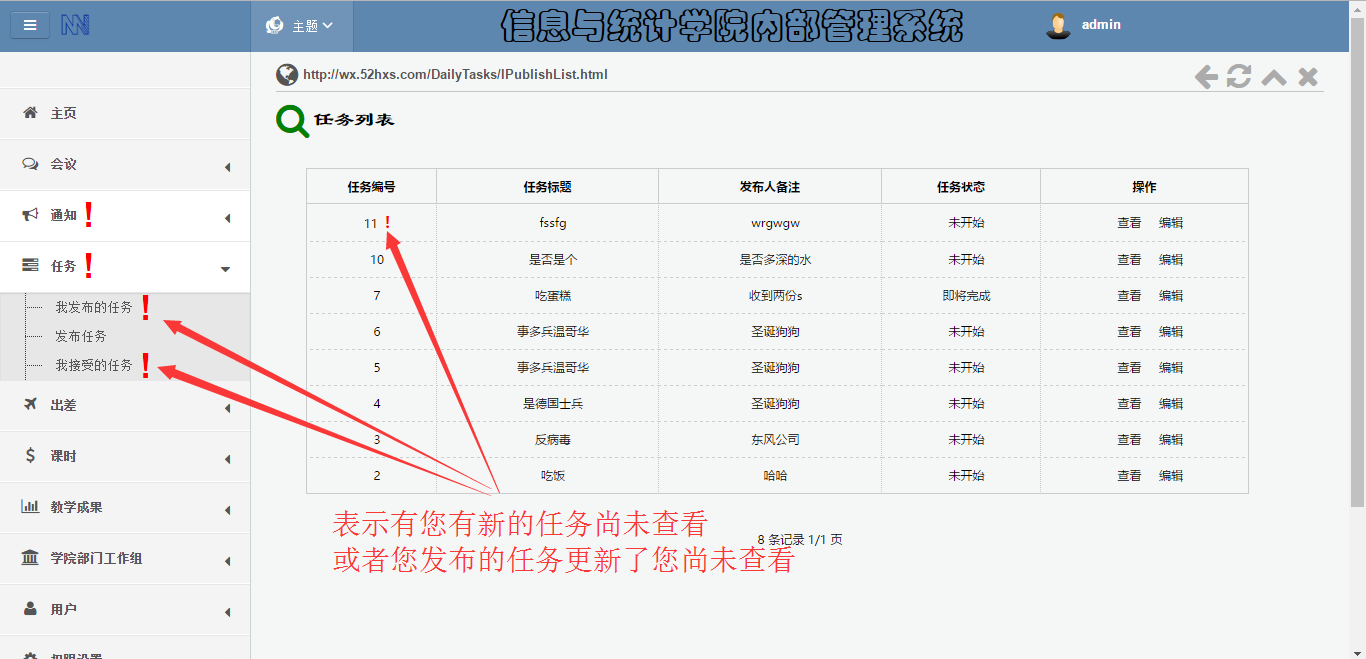 NN
主题
信息与统计学院内部管理系统
admin
http://wx.52hxs.com/DailyTasks/IPublishList.html
任务列表
主页
会议
通知 !
任务 !
我发布的任务 !
发布任务
我接受的任务 !
出差
课时
教学成果
学院部门工作组
用户
权限设置
任务编号 任务标题 发布人备注 任务状态 操作
11 ! fssfg wrgwgw 未开始 查看 编辑
10 是否是个 是否多深的水 未开始 查看 编辑
7 吃蛋糕 收到两份s 即将完成 查看 编辑
6 事多兵温哥华 圣诞狗狗 未开始 查看 编辑
5 事多兵温哥华 圣诞狗狗 未开始 查看 编辑
4 是德国士兵 圣诞狗狗 未开始 查看 编辑
3 反病毒 东风公司 未开始 查看 编辑
2 吃饭 哈哈 未开始 查看 编辑
表示有您有新的任务尚未查看
或者您发布的任务更新了您尚未查看
8 条记录 1/1 页